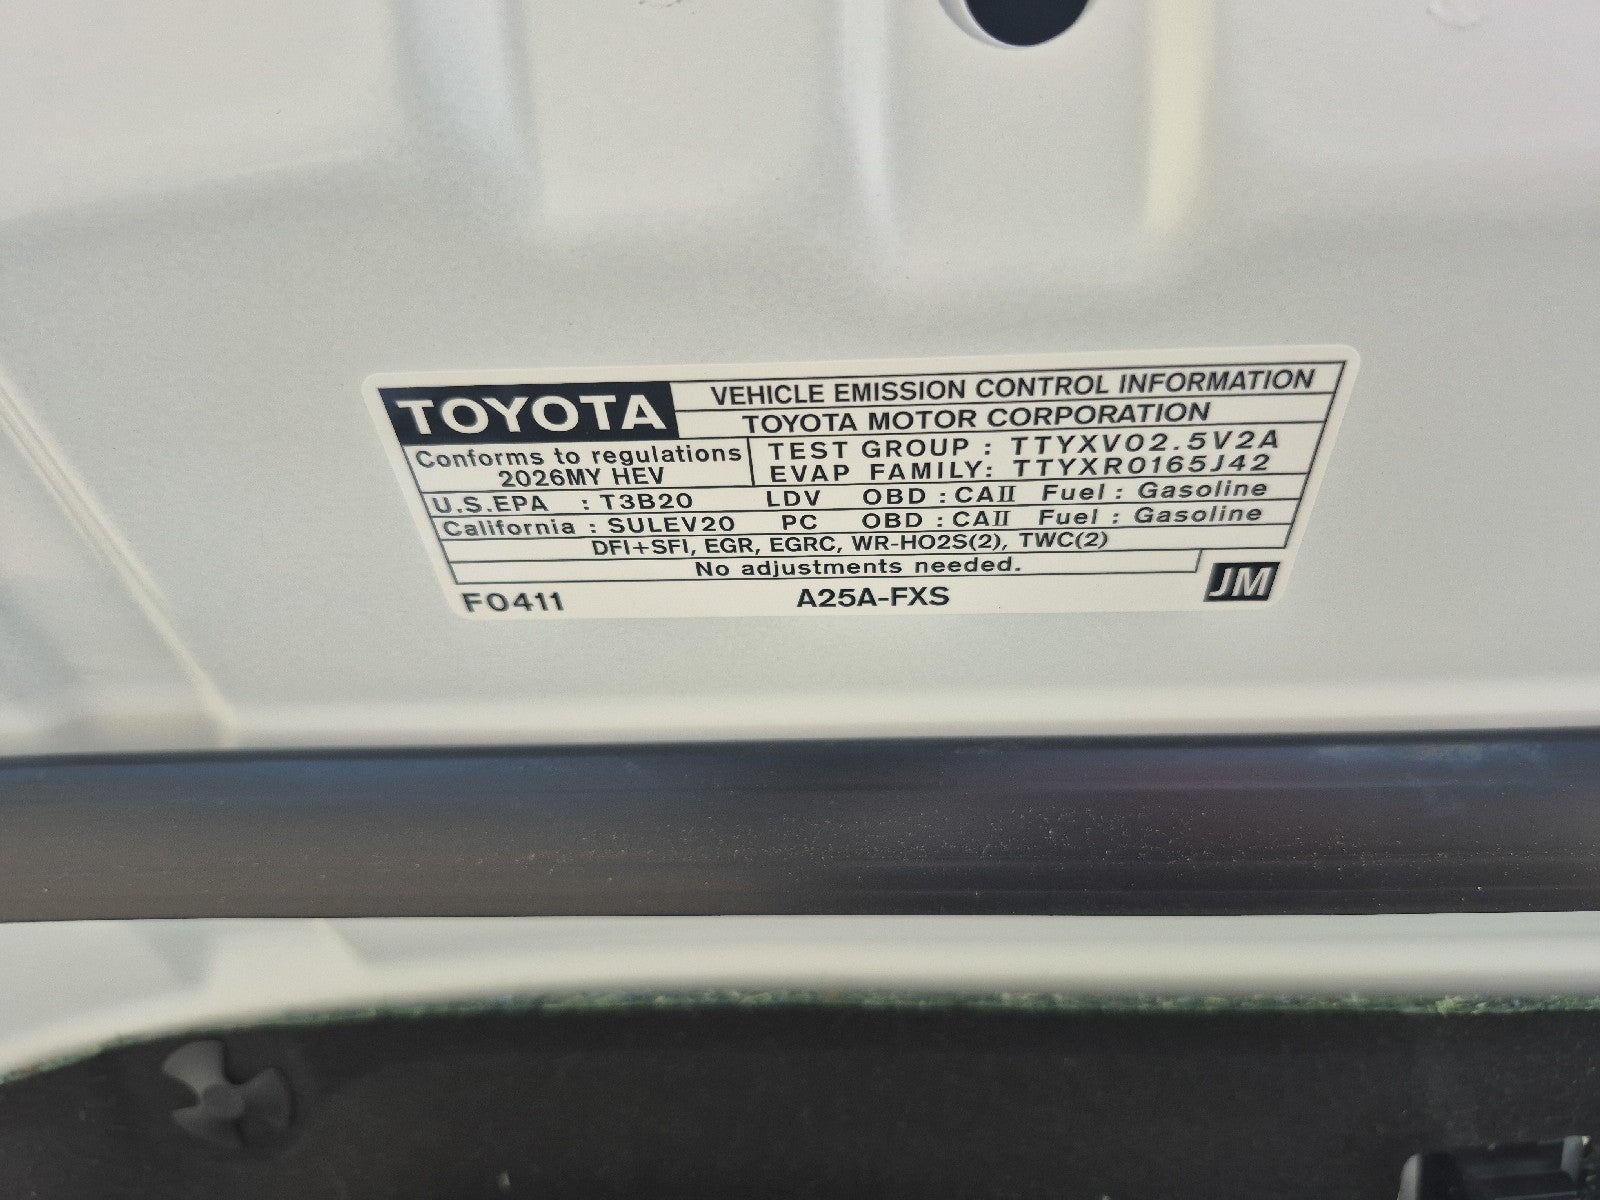 TOYOTA
VEHICLE EMISSION CONTROL INFORMATION
TOYOTA MOTOR CORPORATION
Conforms to regulations
2026MY HEV
TEST GROUP : TTYXV02.5V2A
EVAP FAMILY: TTYXR0165J42
U.S.EPA : T3B20 LDV OBD : CAII Fuel : Gasoline
California : SULEV20 PC OBD : CAII Fuel : Gasoline
DFI+SFI, EGR, EGRC, WR-HO2S(2), TWC(2)
No adjustments needed.
F0411 A25A-FXS JM